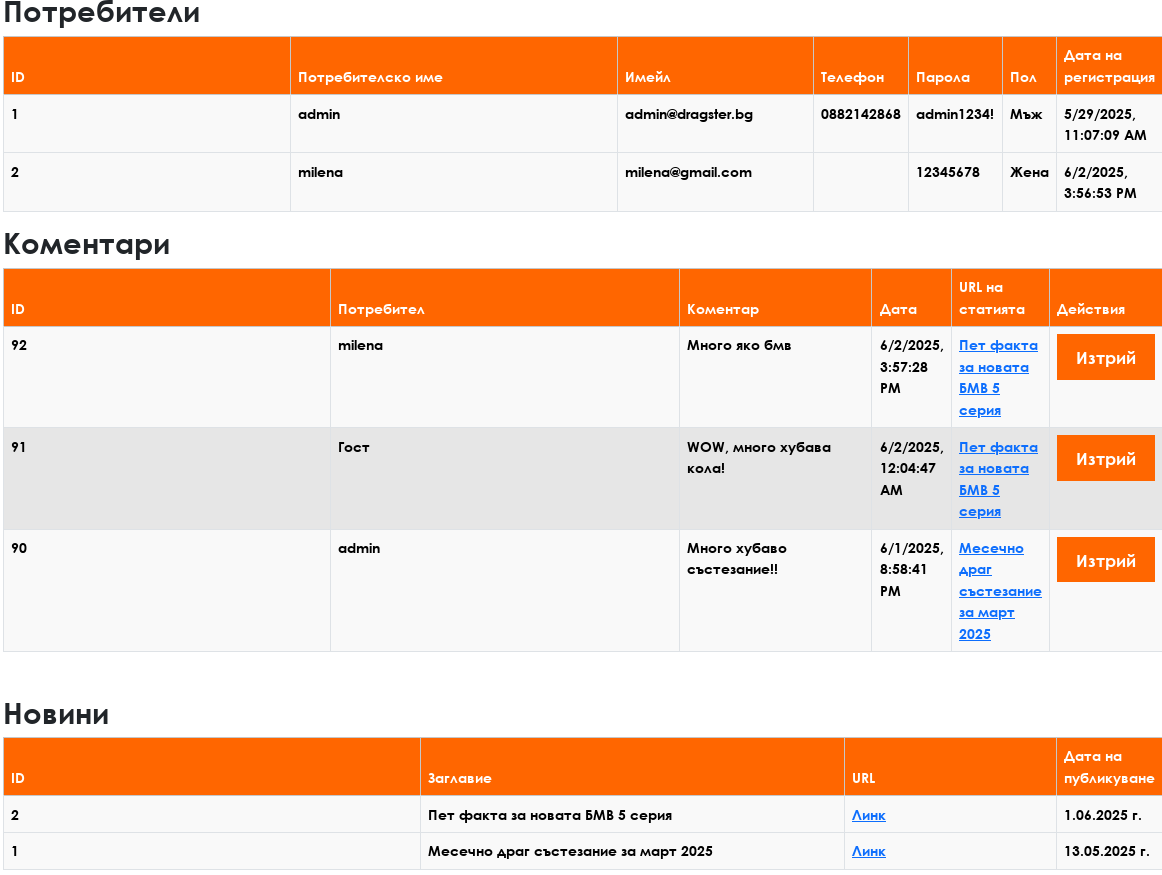 Потребители
ID Потребителско име Имейл Телефон Парола Пол Дата на
регистрация
1 admin admin@dragster.bg 0882142868 admin1234! Мъж 5/29/2025,
11:07:09 AM
2 milena milena@gmail.com 12345678 Жена 6/2/2025,
3:56:53 PM
Коментари
ID Потребител Коментар Дата URL на
статията Действия
92 milena Много яко бмв 6/2/2025, Пет факта Изтрий
3:57:28 за новата
PM БМВ 5
серия
91 Гост WOW, много хубава 6/2/2025, Пет факта Изтрий
кола! 12:04:47 за новата
AM БМВ 5
серия
90 admin Много хубаво 6/1/2025, Месечно Изтрий
състезание!! 8:58:41 драг
PM състезание
за март
2025
Новини
ID Заглавие URL Дата на
публикуване
2 Пет факта за новата БМВ 5 серия Линк 1.06.2025 г.
1 Месечно драг състезание за март 2025 Линк 13.05.2025 г.